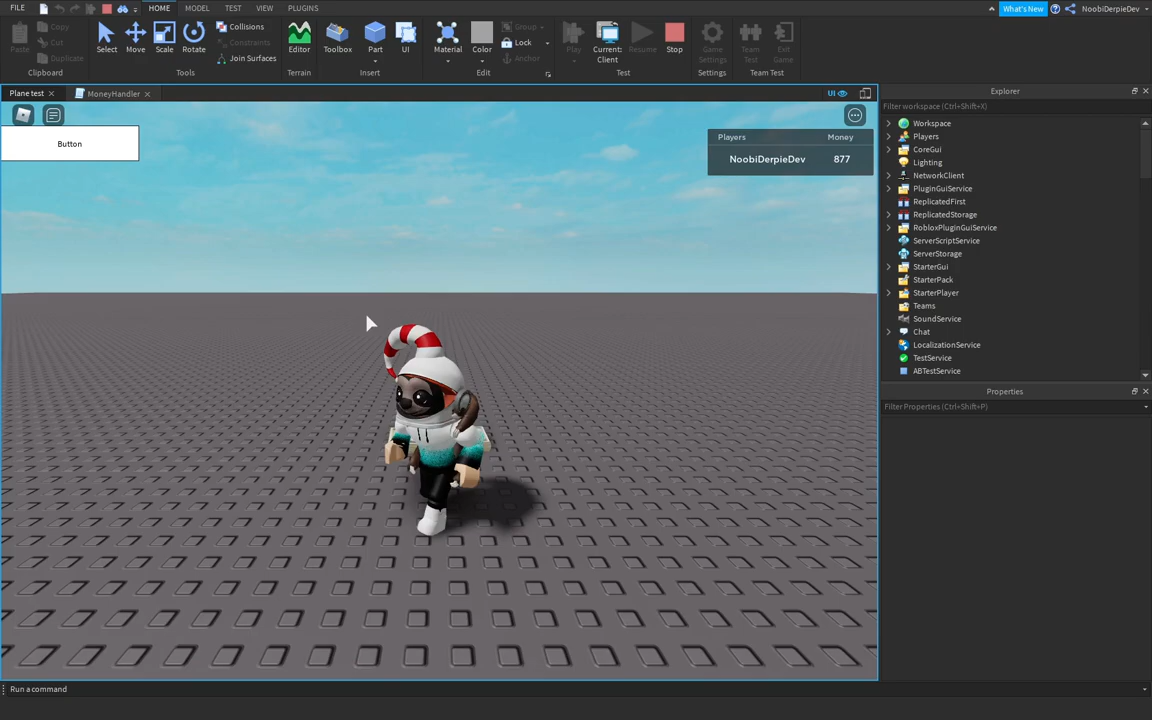 FILE HOME MODEL TEST VIEW PLUGINS What's New NoobiDerpieDev
Paste Copy Cut Duplicate Select Move Scale Rotate Collisions Constraints Join Surfaces Editor Toolbox Part UI Material Color Group Lock Anchor Play Current: Client Resume Stop Game Settings Team Test Exit Game
Clipboard Tools Terrain Insert Edit Test Settings Team Test
Plane test MoneyHandler UI Explorer
Filter workspace (Ctrl+Shift+X)
Button
Players Money
NoobiDerpieDev 877
Workspace
Players
CoreGui
Lighting
NetworkClient
PluginGuiService
ReplicatedFirst
ReplicatedStorage
RobloxPluginGuiService
ServerScriptService
ServerStorage
StarterGui
StarterPack
StarterPlayer
Teams
SoundService
Chat
LocalizationService
TestService
ABTestService
Properties
Filter Properties (Ctrl+Shift+P)
Run a command